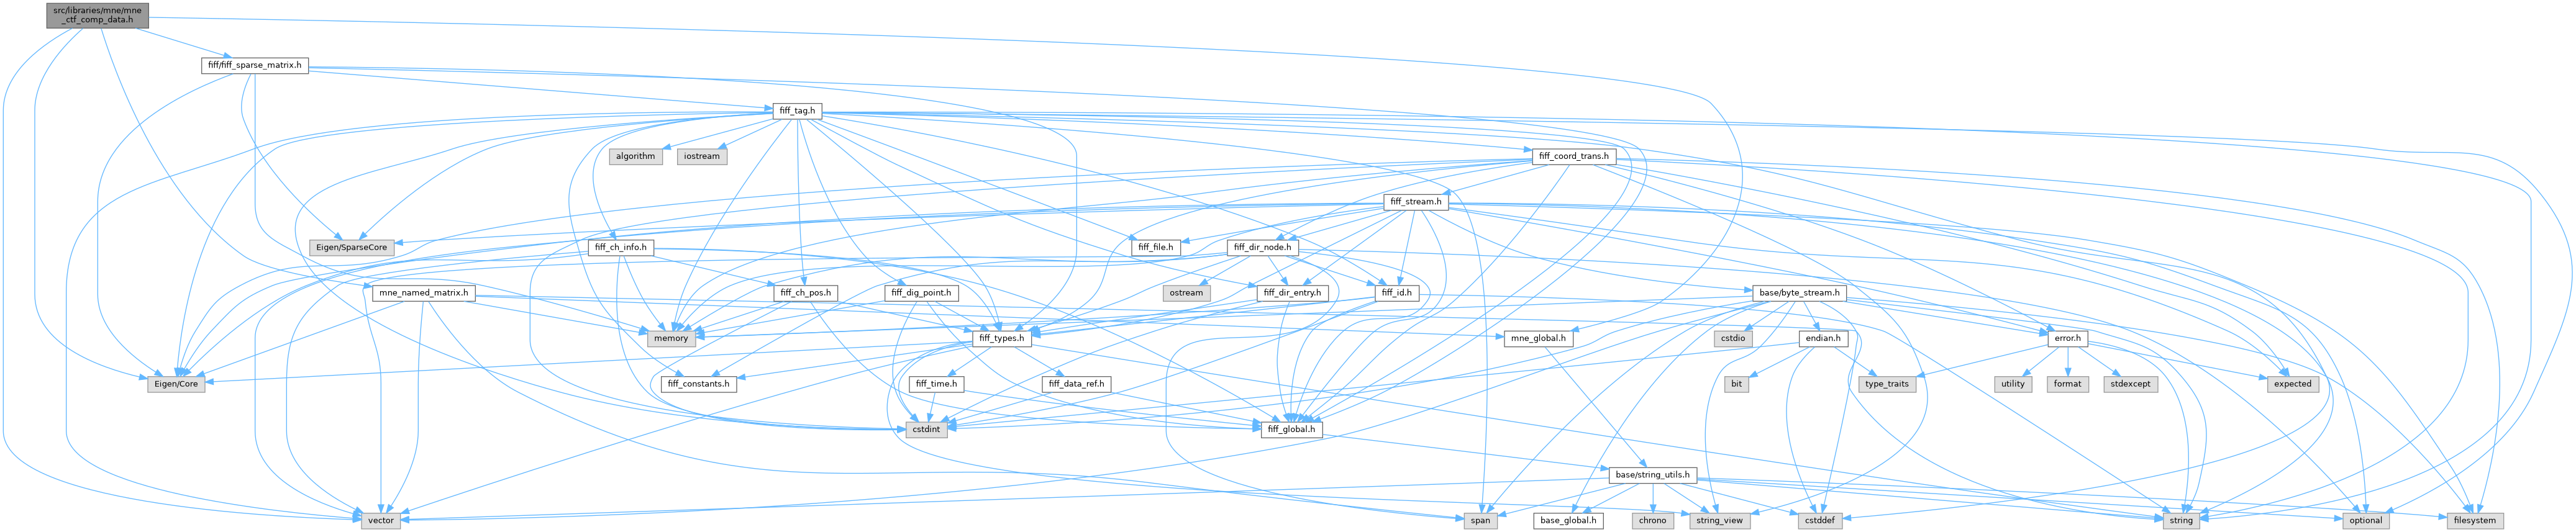 src/libraries/mne/mne
_ctf_comp_data.h
fiff/fiff_sparse_matrix.h
fiff_tag.h
algorithm
iostream
fiff_coord_trans.h
fiff_stream.h
Eigen/SparseCore
fiff_ch_info.h
fiff_file.h
fiff_dir_node.h
mne_named_matrix.h
fiff_ch_pos.h
fiff_dig_point.h
ostream
fiff_dir_entry.h
fiff_id.h
base/byte_stream.h
memory
fiff_types.h
mne_global.h
cstdio
endian.h
error.h
Eigen/Core
fiff_constants.h
fiff_time.h
fiff_data_ref.h
bit
type_traits
utility
format
stdexcept
expected
cstdint
fiff_global.h
base/string_utils.h
vector
span
base_global.h
chrono
string_view
cstddef
string
optional
filesystem